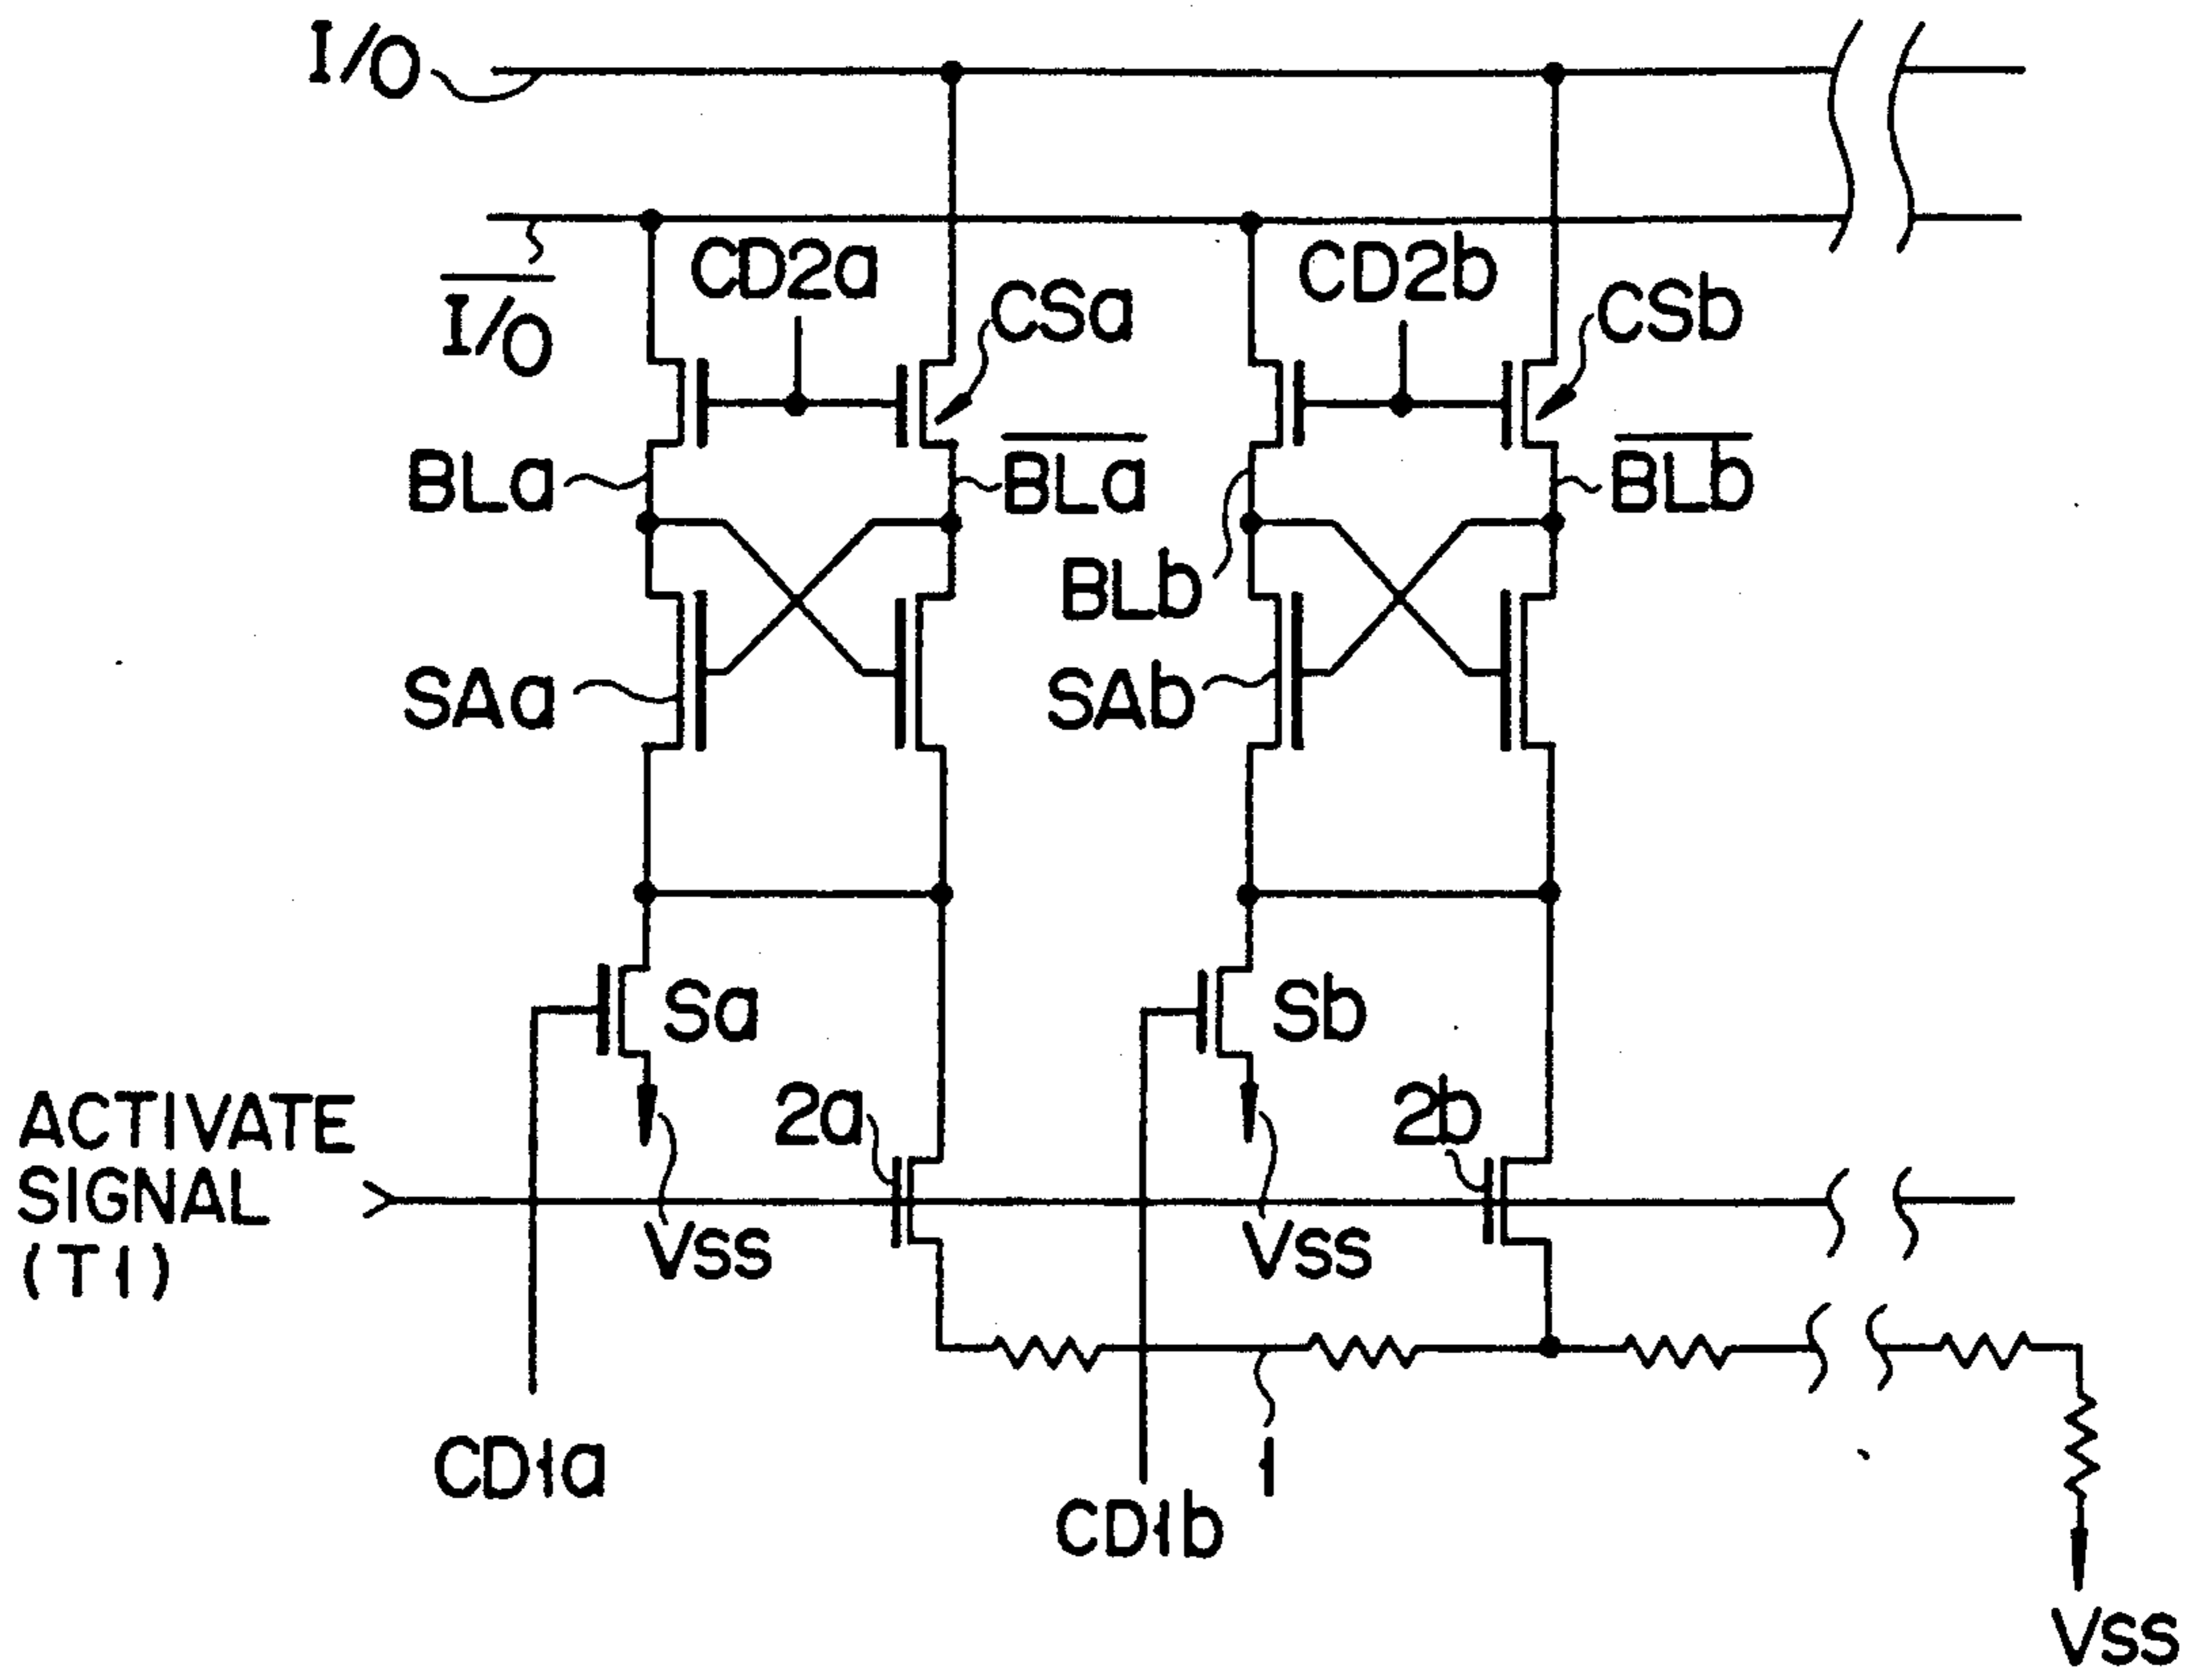 I/O
I/O
CD2a
CSa
CD2b
CSb
BLa
BLa
BLb
BLb
SAa
SAb
Sa
Sb
ACTIVATE
SIGNAL
(T1)
2a
2b
VSS
VSS
CD1a
1
CD1b
VSS